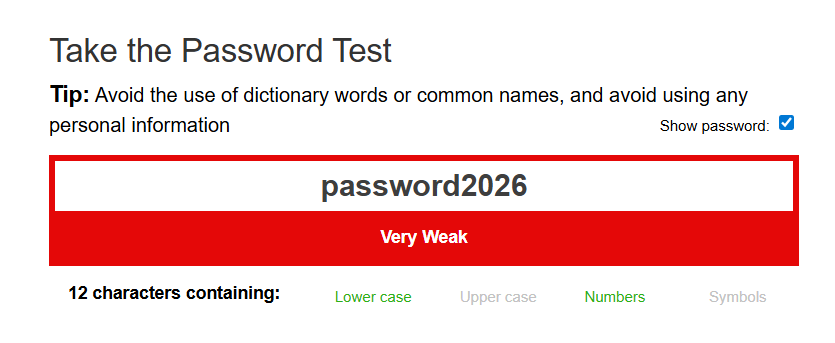 Take the Password Test
Tip: Avoid the use of dictionary words or common names, and avoid using any
personal information
Show password:
password2026
Very Weak
12 characters containing:
Lower case
Upper case
Numbers
Symbols